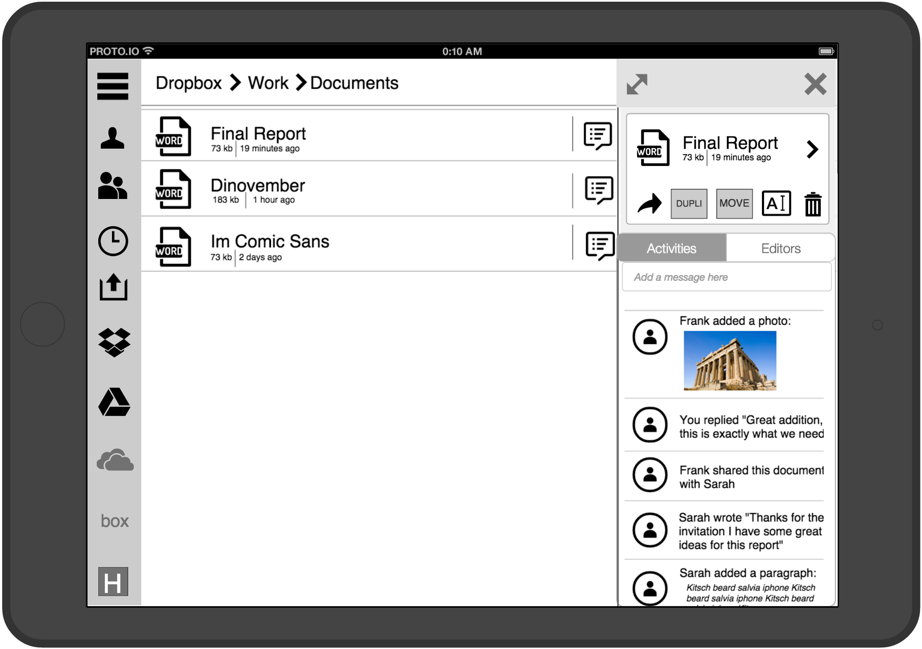 PROTO.IO
0:10 AM
Dropbox Work Documents
WORD
Final Report
73 kb 19 minutes ago
WORD
Dinovember
183 kb 1 hour ago
WORD
Im Comic Sans
73 kb 2 days ago
box
H
WORD
Final Report
73 kb 19 minutes ago
DUPLI
MOVE
A
Activities
Editors
Add a message here
Frank added a photo:
You replied "Great addition,
this is exactly what we need
Frank shared this document
with Sarah
Sarah wrote "Thanks for the
invitation I have some great
ideas for this report"
Sarah added a paragraph:
Kitsch beard salvia iphone Kitsch
beard salvia iphone Kitsch beard